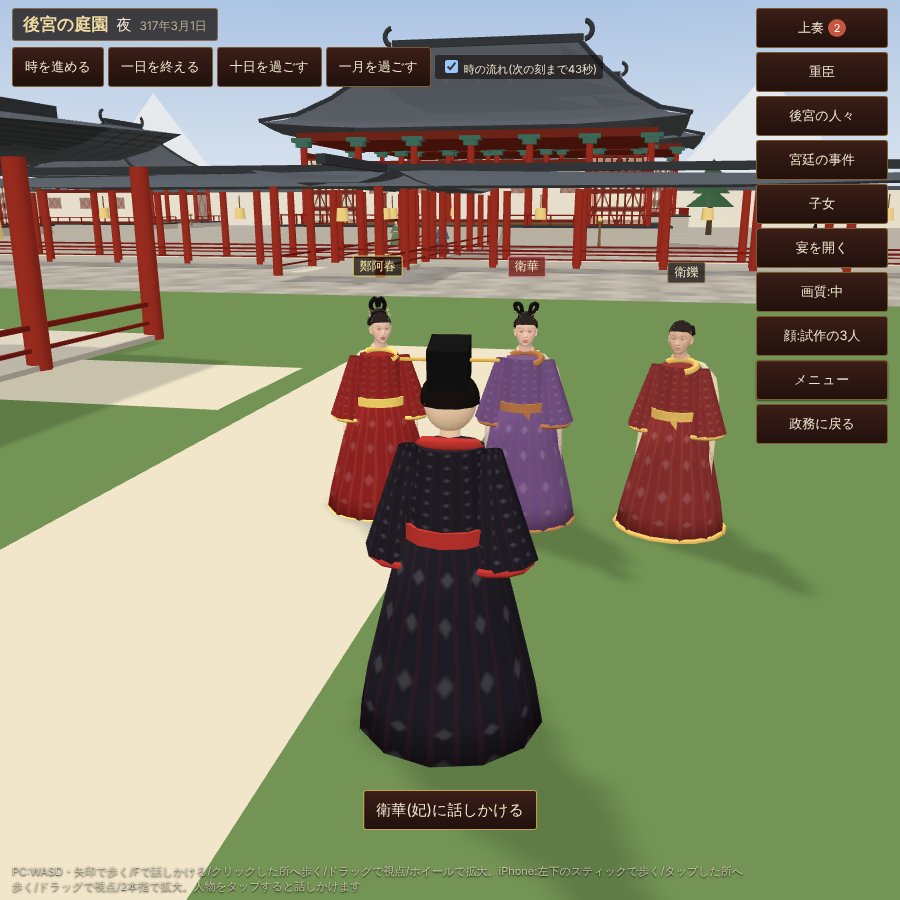 後宮の庭園 夜 317年3月1日
時を進める 一日を終える 十日を過ごす 一月を過ごす 時の流れ(次の刻まで43秒)
上奏 2
重臣
後宮の人々
宮廷の事件
子女
宴を開く
画質:中
顔:試作の3人
メニュー
政務に戻る
鄭阿春 衛華 衛鑠
衛華(妃)に話しかける
PC:WASD・矢印で歩く/Fで話しかける/クリックした所へ歩く/ドラッグで視点/ホイールで拡大。iPhone:左下のスティックで歩く/タップした所へ
歩く/ドラッグで視点/2本指で拡大。人物をタップすると話しかけます